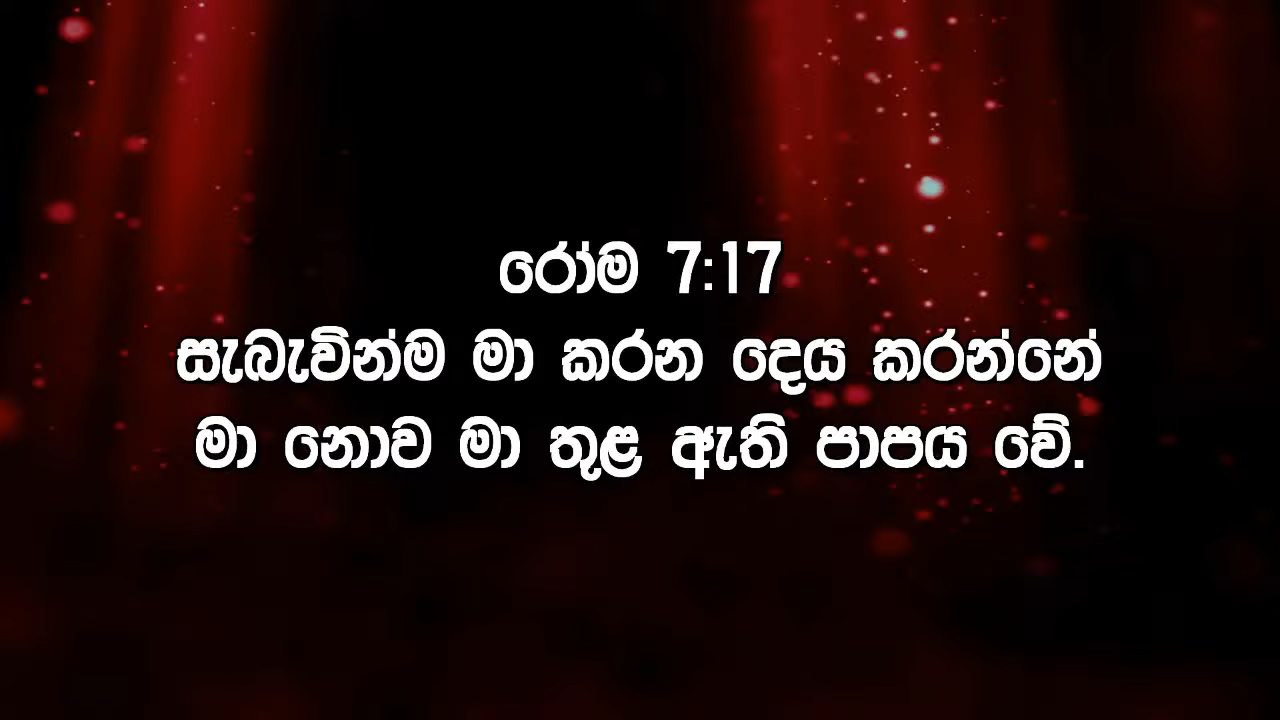 රෝම 7:17
සැබැවින්ම මා කරන දෙය කරන්නේ
මා නොව මා තුළ ඇති පාපය වේ.